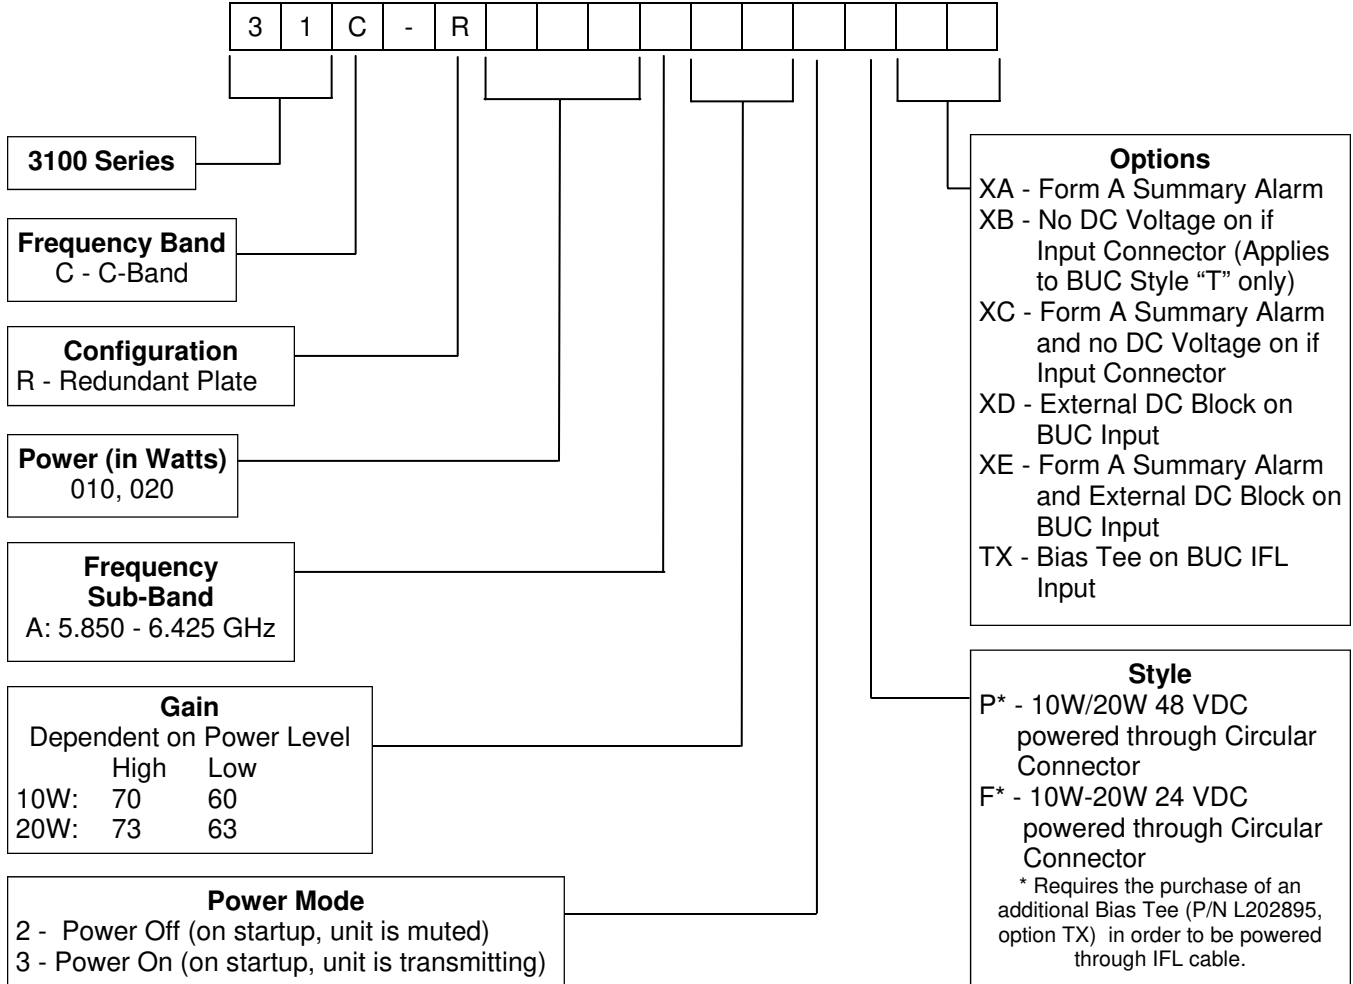 3 1 C - R
3100 Series
Frequency Band
C - C-Band
Configuration
R - Redundant Plate
Power (in Watts)
010, 020
Frequency
Sub-Band
A: 5.850 - 6.425 GHz
Gain
Dependent on Power Level
High Low
10W: 70 60
20W: 73 63
Power Mode
2 - Power Off (on startup, unit is muted)
3 - Power On (on startup, unit is transmitting)
Options
XA - Form A Summary Alarm
XB - No DC Voltage on if
Input Connector (Applies
to BUC Style “T” only)
XC - Form A Summary Alarm
and no DC Voltage on if
Input Connector
XD - External DC Block on
BUC Input
XE - Form A Summary Alarm
and External DC Block on
BUC Input
TX - Bias Tee on BUC IFL
Input
Style
P* - 10W/20W 48 VDC
powered through Circular
Connector
F* - 10W-20W 24 VDC
powered through Circular
Connector
* Requires the purchase of an
additional Bias Tee (P/N L202895,
option TX) in order to be powered
through IFL cable.